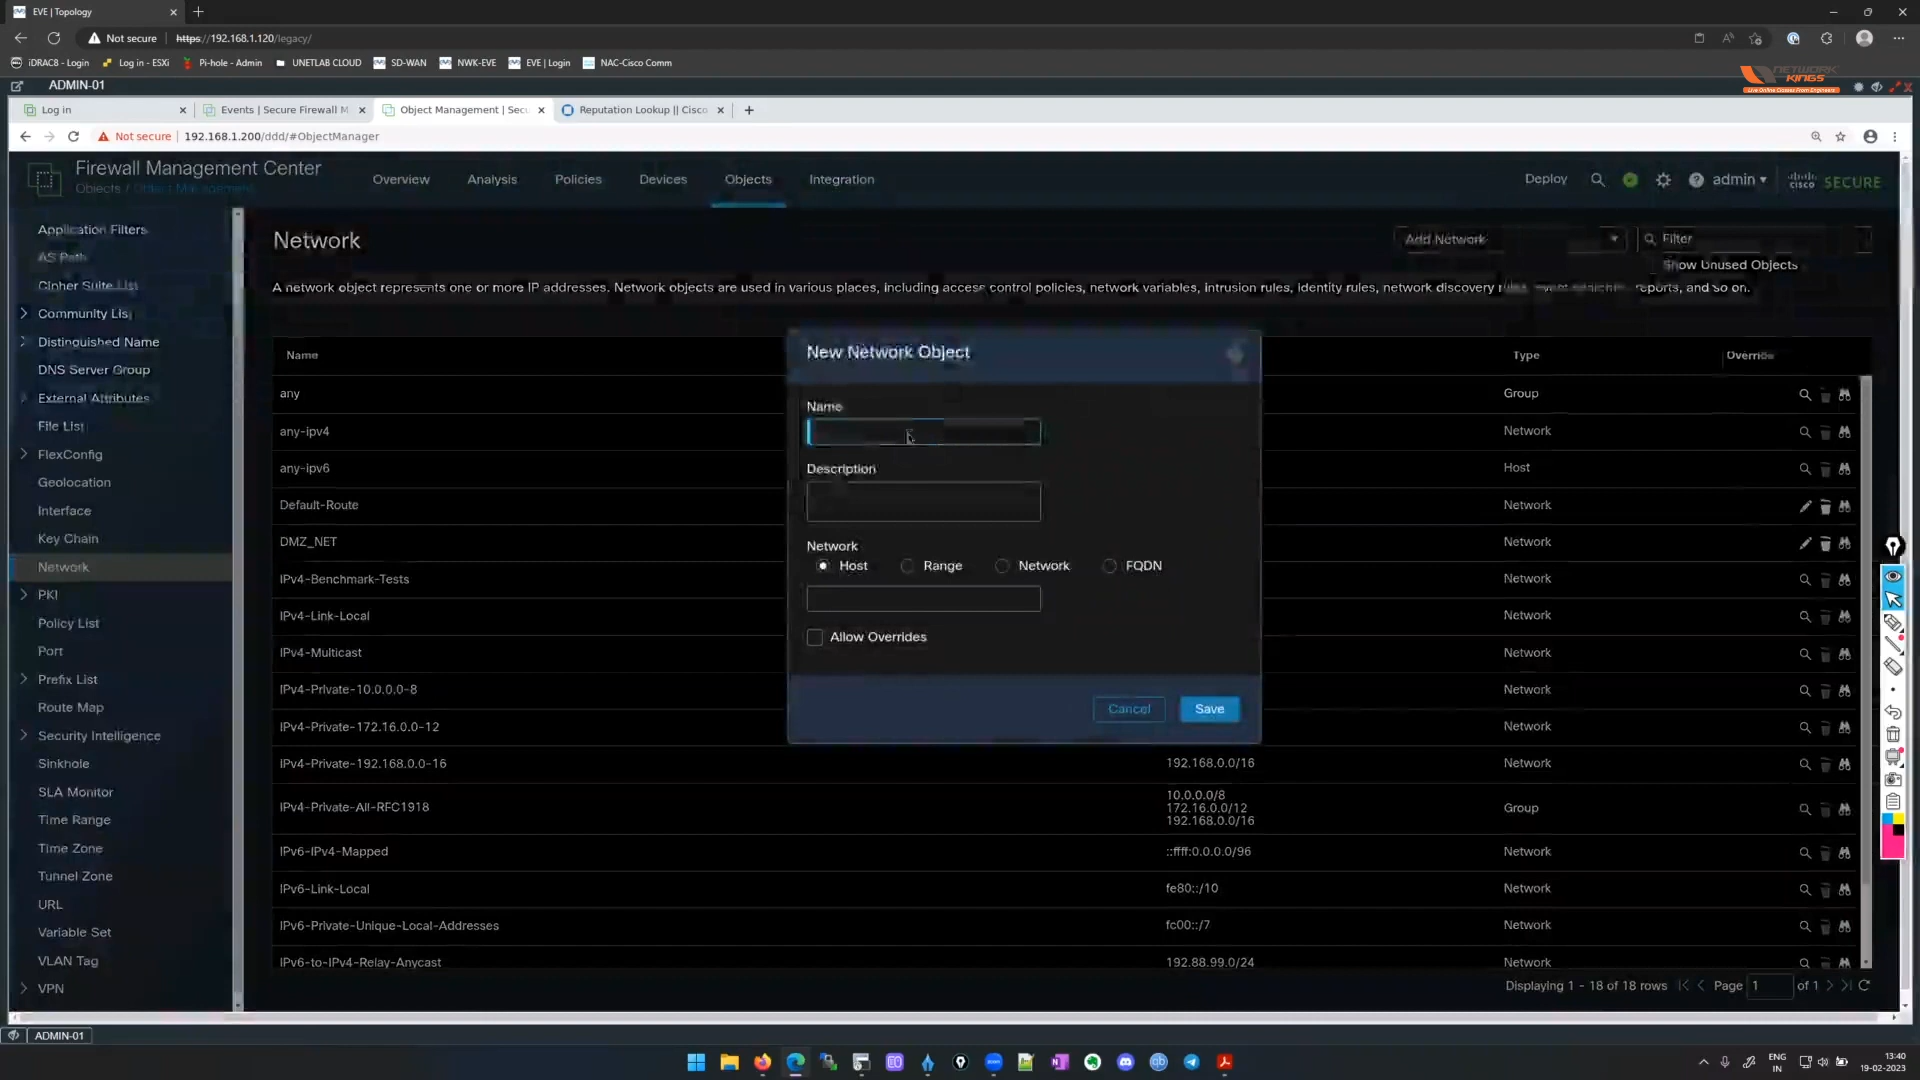 EVE | Topology
Not secure https://192.168.1.120/legacy/
iDRAC8 - Login Log in - ESXi Pi-hole - Admin UNETLAB CLOUD SD-WAN NWK-EVE EVE | Login NAC-Cisco Comm
ADMIN-01
NETWORK KINGS
Live Online Classes From Engineers
Log in Events | Secure Firewall M Object Management | Secu Reputation Lookup || Cisco
Not secure 192.168.1.200/ddd/#ObjectManager
Firewall Management Center
Objects / Object Management
Overview Analysis Policies Devices Objects Integration
Deploy admin cisco SECURE
Application Filters
AS Path
Cipher Suite List
Community List
Distinguished Name
DNS Server Group
External Attributes
File List
FlexConfig
Geolocation
Interface
Key Chain
Network
PKI
Policy List
Port
Prefix List
Route Map
Security Intelligence
Sinkhole
SLA Monitor
Time Range
Time Zone
Tunnel Zone
URL
Variable Set
VLAN Tag
VPN
Network
Add Network Filter
Show Unused Objects
A network object represents one or more IP addresses. Network objects are used in various places, including access control policies, network variables, intrusion rules, identity rules, network discovery reports, and so on.
Name Type Override
any Group
any-ipv4 Network
any-ipv6 Host
Default-Route Network
DMZ_NET Network
IPv4-Benchmark-Tests Network
IPv4-Link-Local Network
IPv4-Multicast Network
IPv4-Private-10.0.0.0-8 Network
IPv4-Private-172.16.0.0-12 Network
IPv4-Private-192.168.0.0-16 192.168.0.0/16 Network
IPv4-Private-All-RFC1918 10.0.0.0/8 Group
172.16.0.0/12
192.168.0.0/16
IPv6-IPv4-Mapped ::ffff:0.0.0.0/96 Network
IPv6-Link-Local fe80::/10 Network
IPv6-Private-Unique-Local-Addresses fc00::/7 Network
IPv6-to-IPv4-Relay-Anycast 192.88.99.0/24 Network
Displaying 1 - 18 of 18 rows Page 1 of 1
New Network Object
Name
Description
Network
Host Range Network FQDN
Allow Overrides
Cancel Save
ADMIN-01
ENG
IN
13:40
19-02-2023